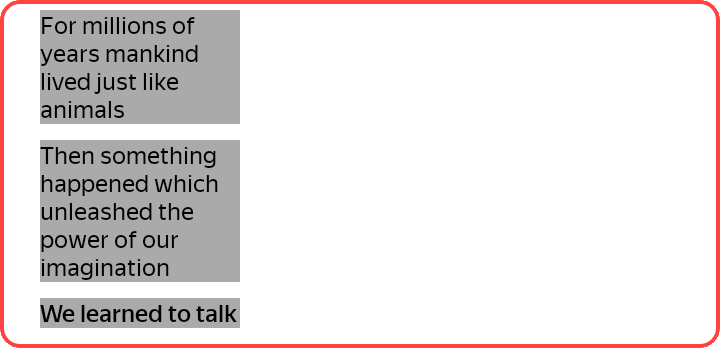 For millions of
years mankind
lived just like
animals
Then something
happened which
unleashed the
power of our
imagination
We learned to talk